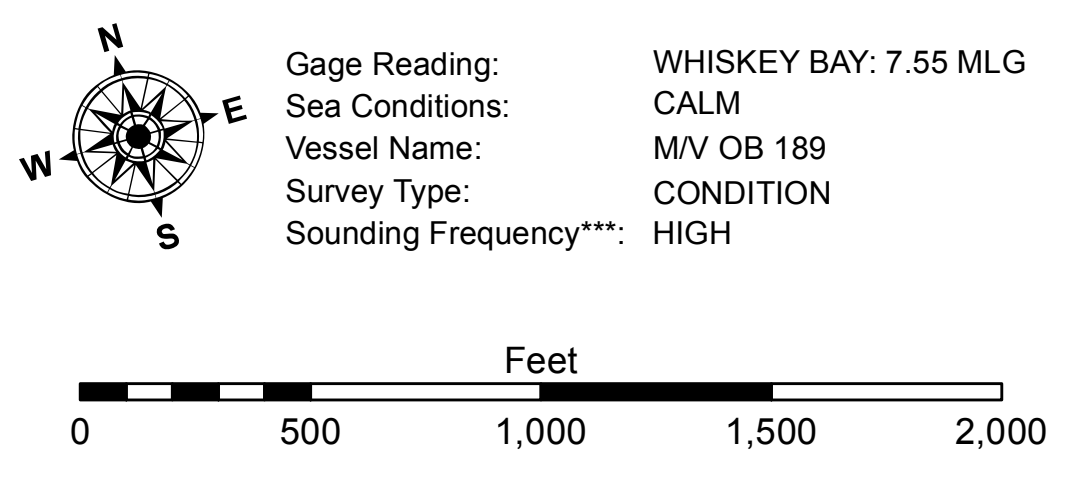 N
E
W
S
Gage Reading: WHISKEY BAY: 7.55 MLG
Sea Conditions: CALM
Vessel Name: M/V OB 189
Survey Type: CONDITION
Sounding Frequency***: HIGH
Feet
0 500 1,000 1,500 2,000